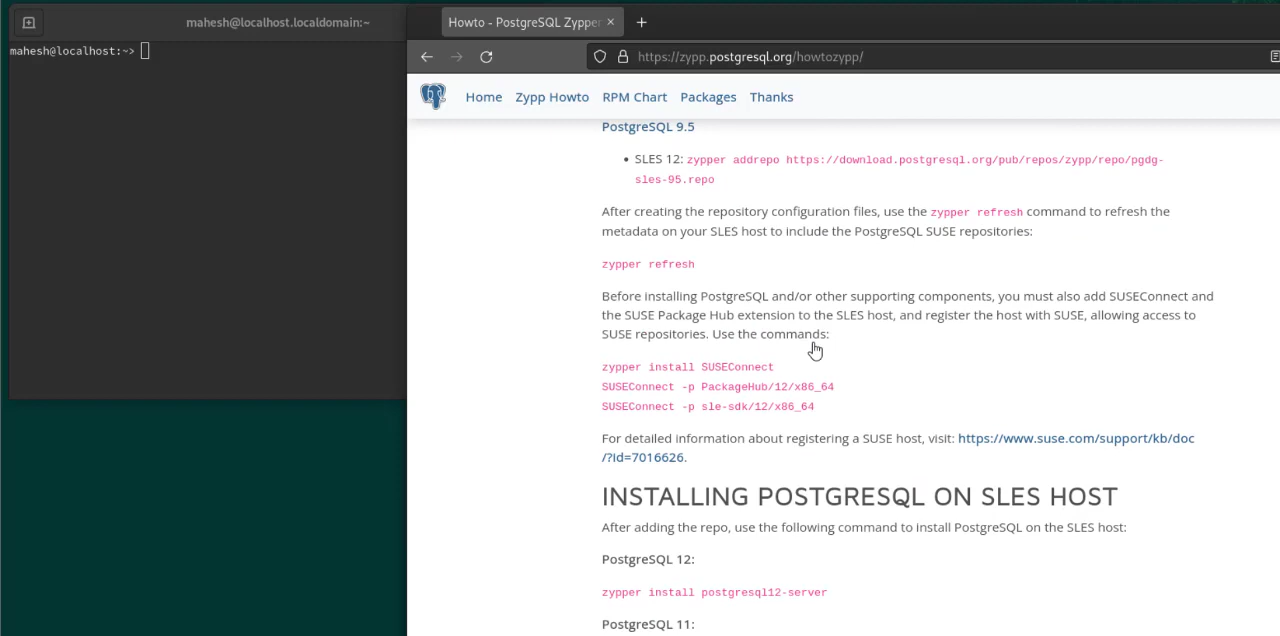 mahesh@localhost.localdomain:~
mahesh@localhost:~>
Howto - PostgreSQL Zypper
https://zypp.postgresql.org/howtozypp/
Home Zypp Howto RPM Chart Packages Thanks
PostgreSQL 9.5
• SLES 12: zypper addrepo https://download.postgresql.org/pub/repos/zypp/repo/pgdg-
sles-95.repo
After creating the repository configuration files, use the zypper refresh command to refresh the
metadata on your SLES host to include the PostgreSQL SUSE repositories:
zypper refresh
Before installing PostgreSQL and/or other supporting components, you must also add SUSEConnect and
the SUSE Package Hub extension to the SLES host, and register the host with SUSE, allowing access to
SUSE repositories. Use the commands:
zypper install SUSEConnect
SUSEConnect -p PackageHub/12/x86_64
SUSEConnect -p sle-sdk/12/x86_64
For detailed information about registering a SUSE host, visit: https://www.suse.com/support/kb/doc
/?id=7016626.
INSTALLING POSTGRESQL ON SLES HOST
After adding the repo, use the following command to install PostgreSQL on the SLES host:
PostgreSQL 12:
zypper install postgresql12-server
PostgreSQL 11: